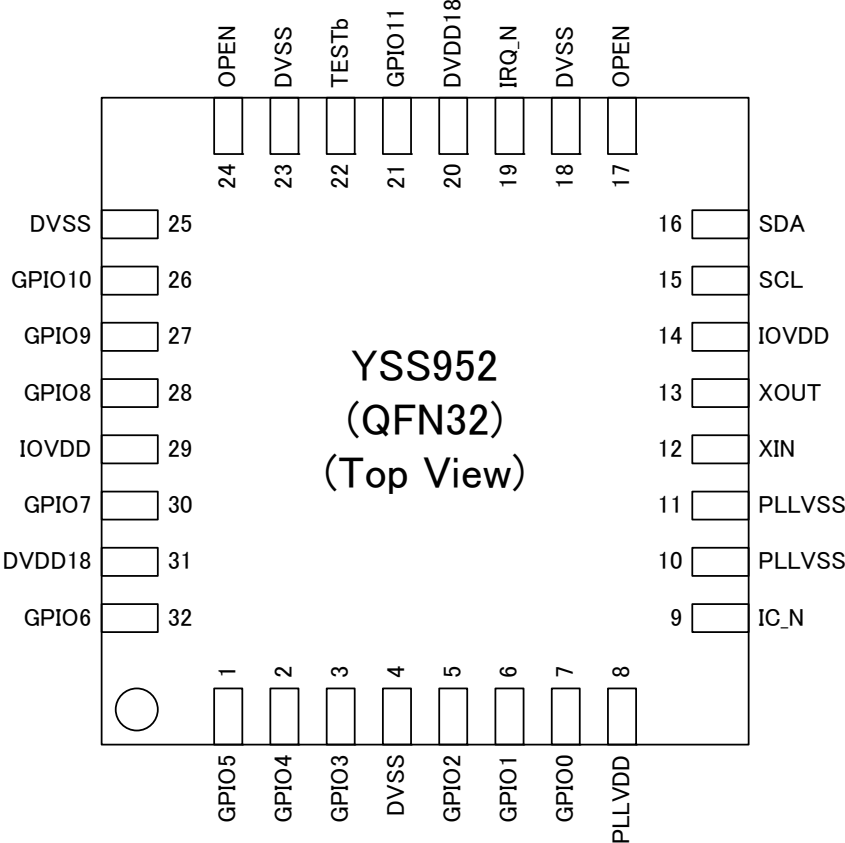 OPEN DVSS TESTb GPIO11 DVDD18 IRQ_N DVSS OPEN
24 23 22 21 20 19 18 17
DVSS 25 16 SDA
GPIO10 26 15 SCL
GPIO9 27 14 IOVDD
GPIO8 28 13 XOUT
IOVDD 29 12 XIN
GPIO7 30 11 PLLVSS
DVDD18 31 10 PLLVSS
GPIO6 32 9 IC_N
YSS952
(QFN32)
(Top View)
1 2 3 4 5 6 7 8
GPIO5 GPIO4 GPIO3 DVSS GPIO2 GPIO1 GPIO0 PLLVDD